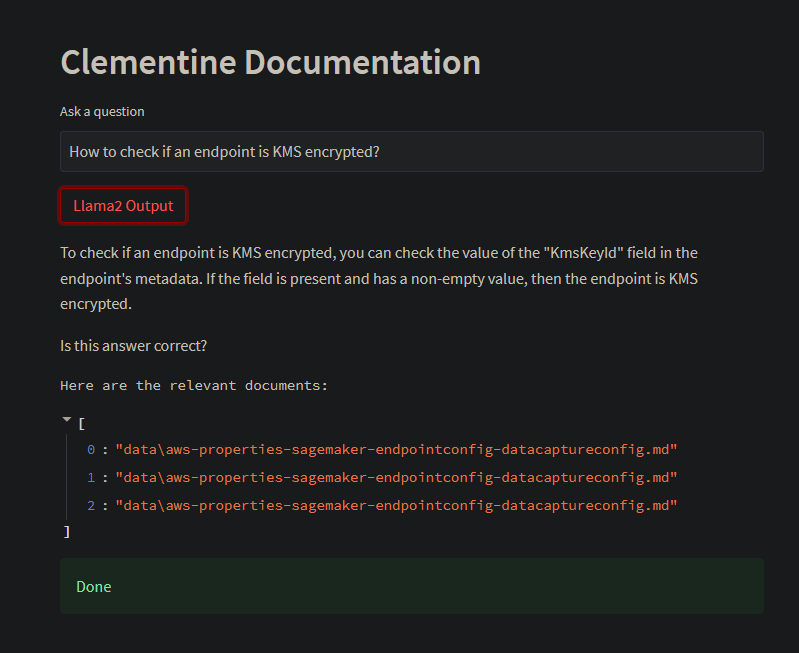 Clementine Documentation
Ask a question
How to check if an endpoint is KMS encrypted?
Llama2 Output
To check if an endpoint is KMS encrypted, you can check the value of the "KmsKeyId" field in the
endpoint's metadata. If the field is present and has a non-empty value, then the endpoint is KMS
encrypted.
Is this answer correct?
Here are the relevant documents:
[
0 : "data\aws-properties-sagemaker-endpointconfig-datacaptureconfig.md"
1 : "data\aws-properties-sagemaker-endpointconfig-datacaptureconfig.md"
2 : "data\aws-properties-sagemaker-endpointconfig-datacaptureconfig.md"
]
Done